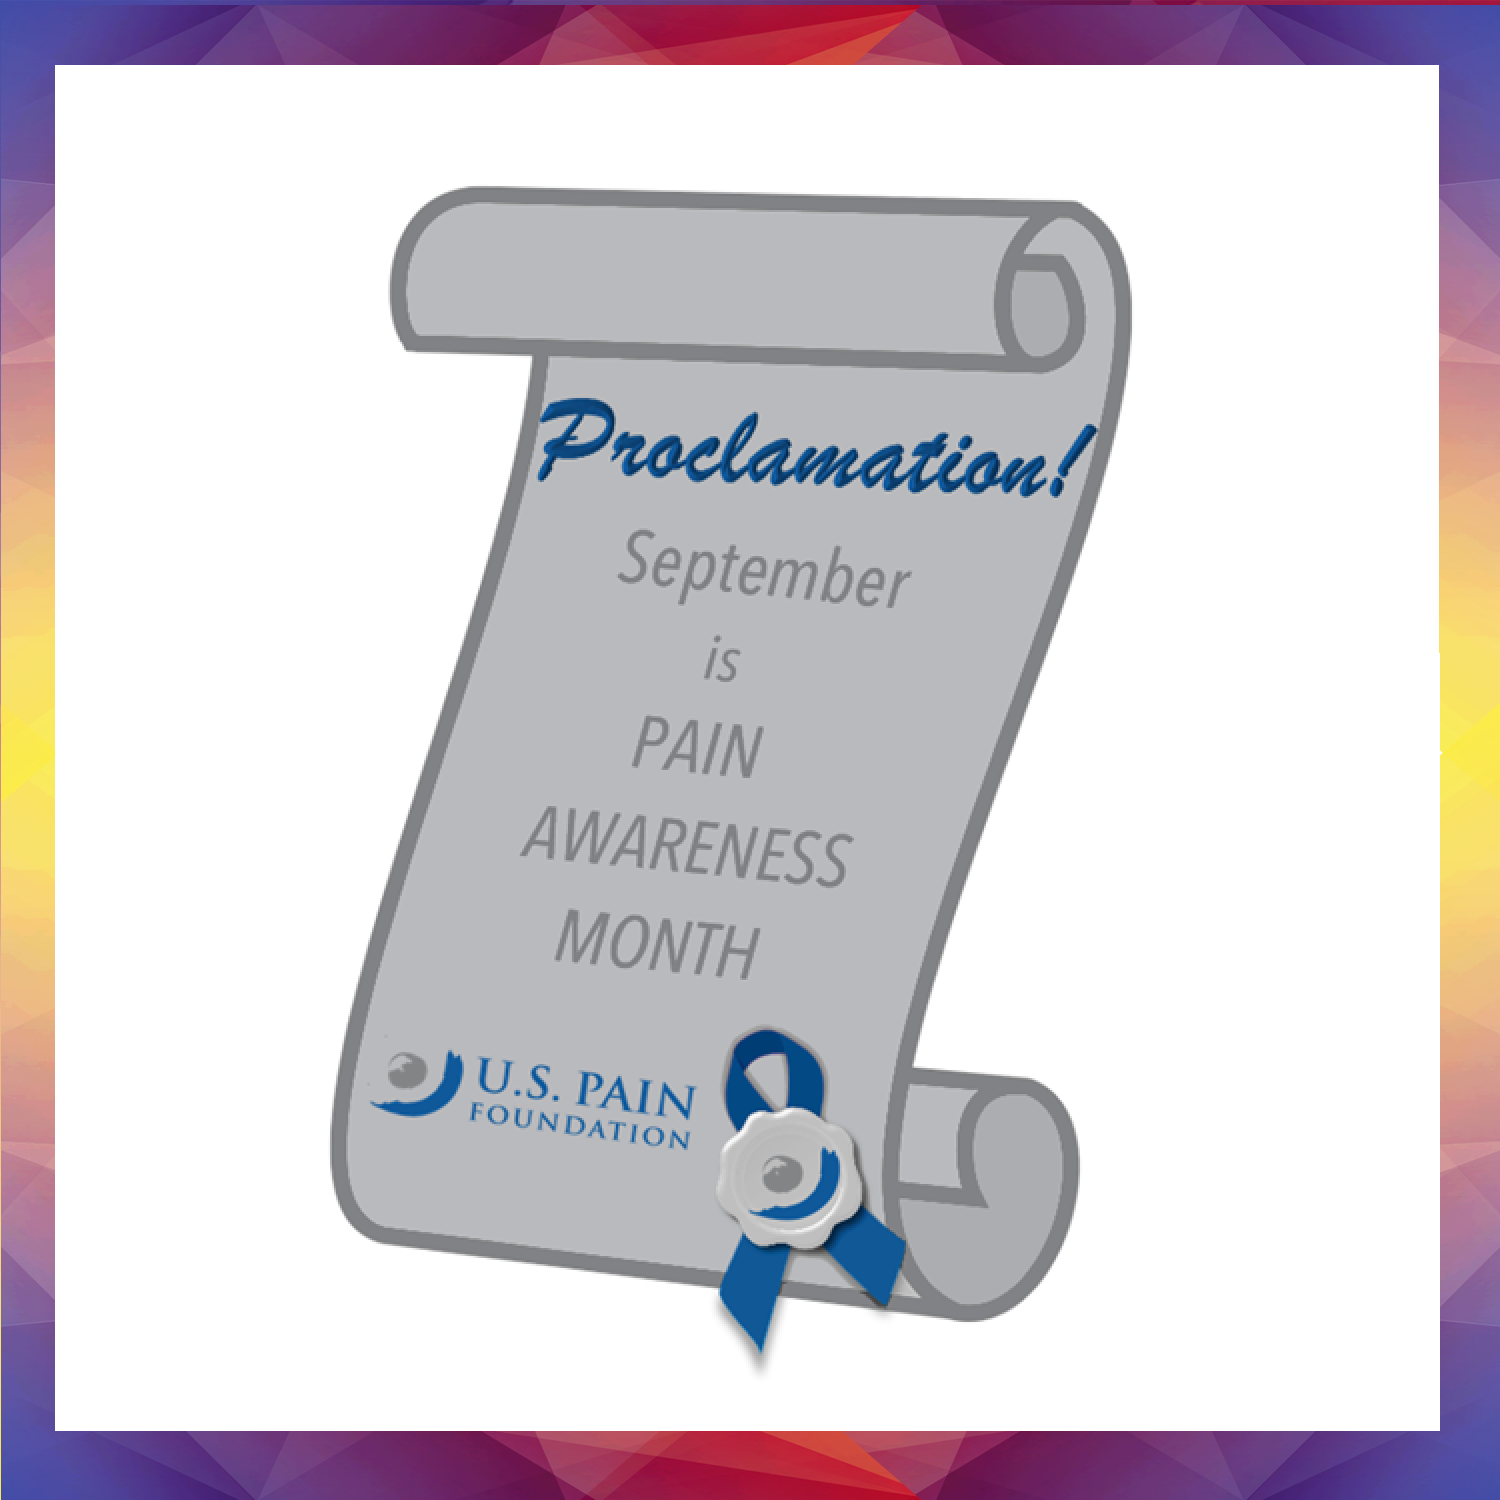 Proclamation!
September
is
PAIN
AWARENESS
MONTH
U.S. PAIN
FOUNDATION